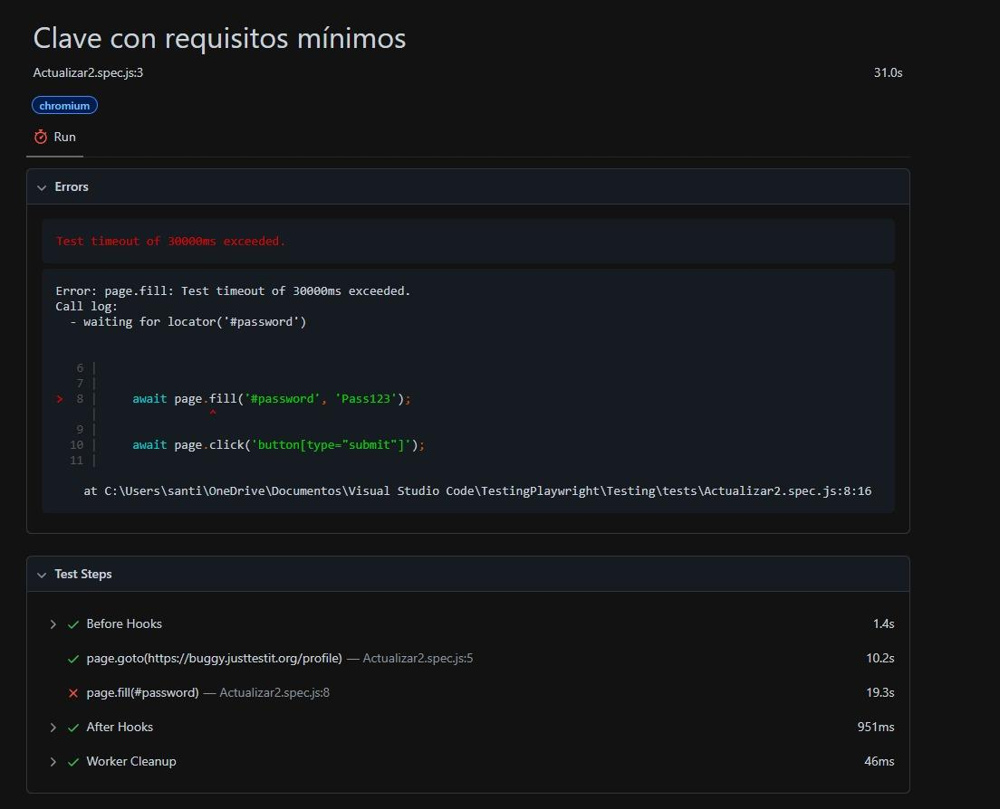 Clave con requisitos mínimos
Actualizar2.spec.js:3 31.0s
chromium
Run
Errors
Test timeout of 30000ms exceeded.
Error: page.fill: Test timeout of 30000ms exceeded.
Call log:
  - waiting for locator('#password')
6 |
7 |
> 8 |     await page.fill('#password', 'Pass123');
|                ^
9 |
10 |     await page.click('button[type="submit"]');
11 |
at C:\Users\santi\OneDrive\Documentos\Visual Studio Code\TestingPlaywright\Testing\tests\Actualizar2.spec.js:8:16
Test Steps
Before Hooks 1.4s
page.goto(https://buggy.justtestit.org/profile) — Actualizar2.spec.js:5 10.2s
page.fill(#password) — Actualizar2.spec.js:8 19.3s
After Hooks 951ms
Worker Cleanup 46ms